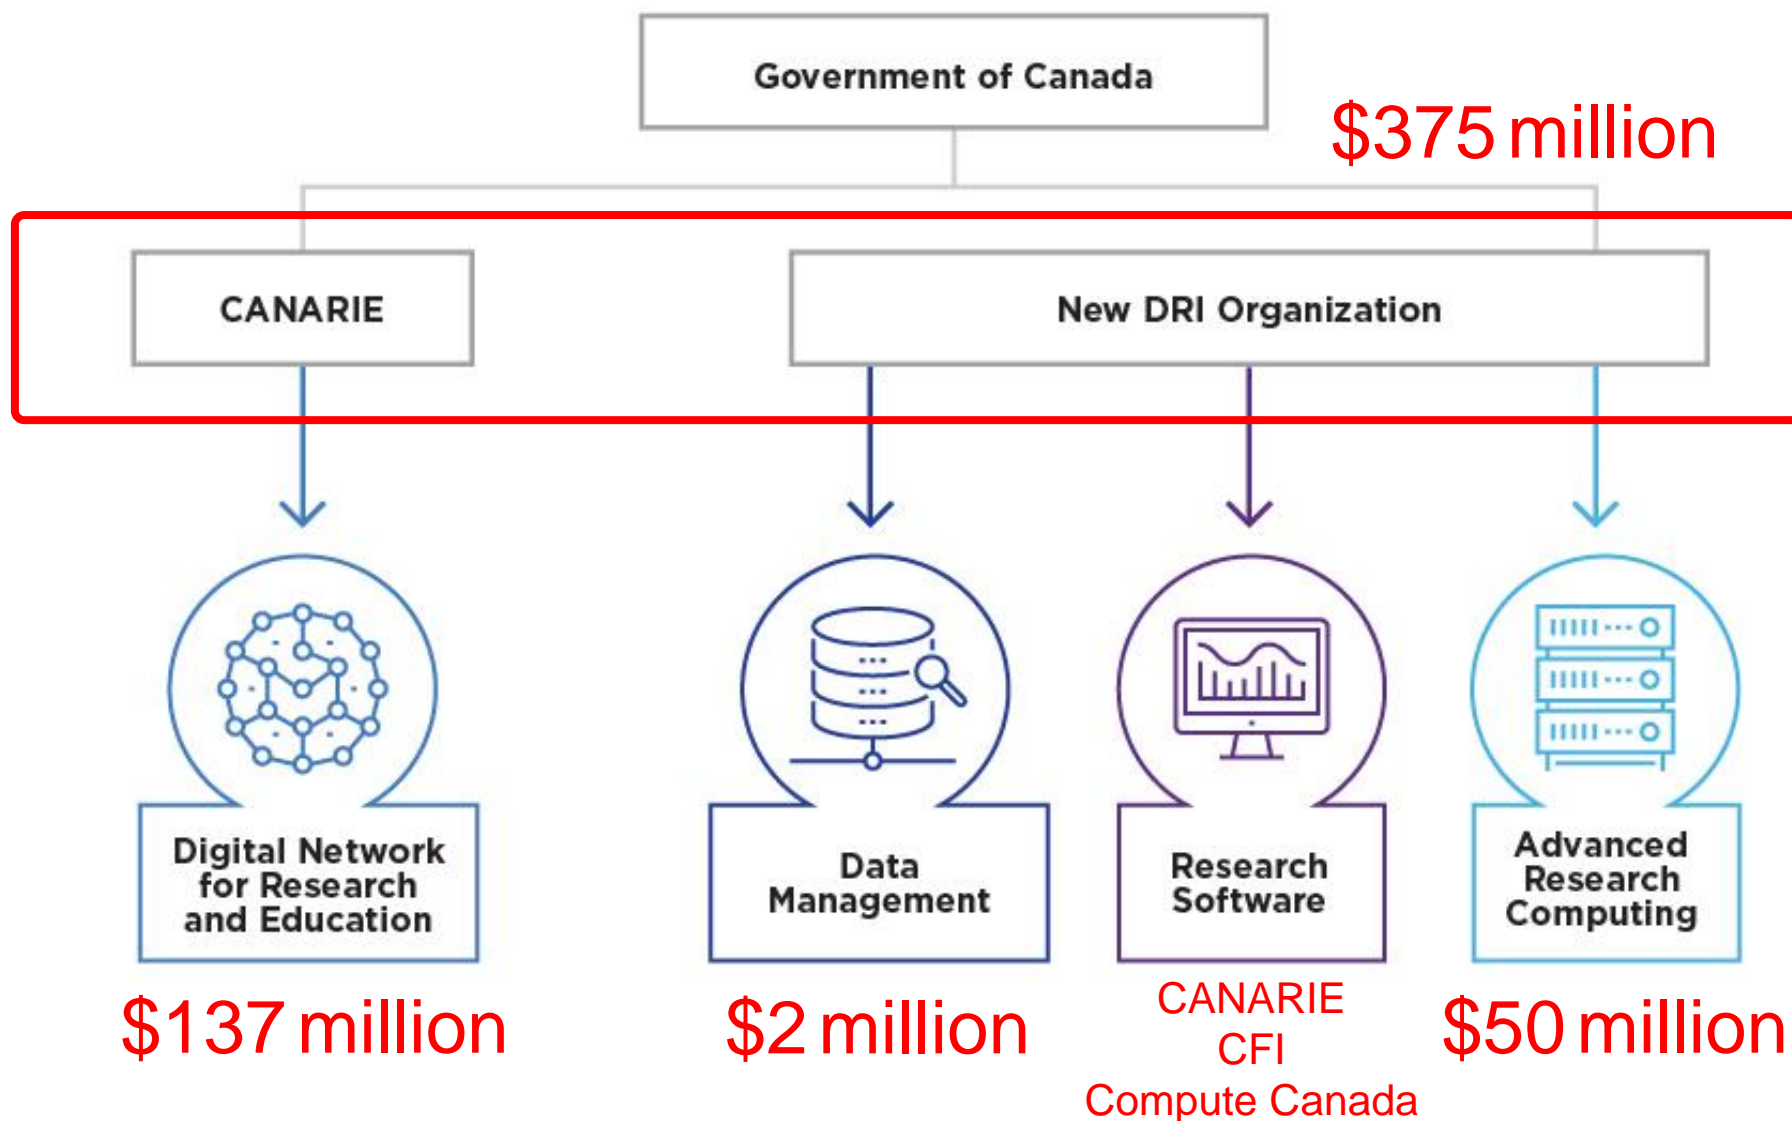 Government of Canada
$375 million
CANARIE
New DRI Organization
Digital Network
for Research
and Education
Data
Management
Research
Software
Advanced
Research
Computing
$137 million
$2 million
CANARIE
CFI
Compute Canada
$50 million